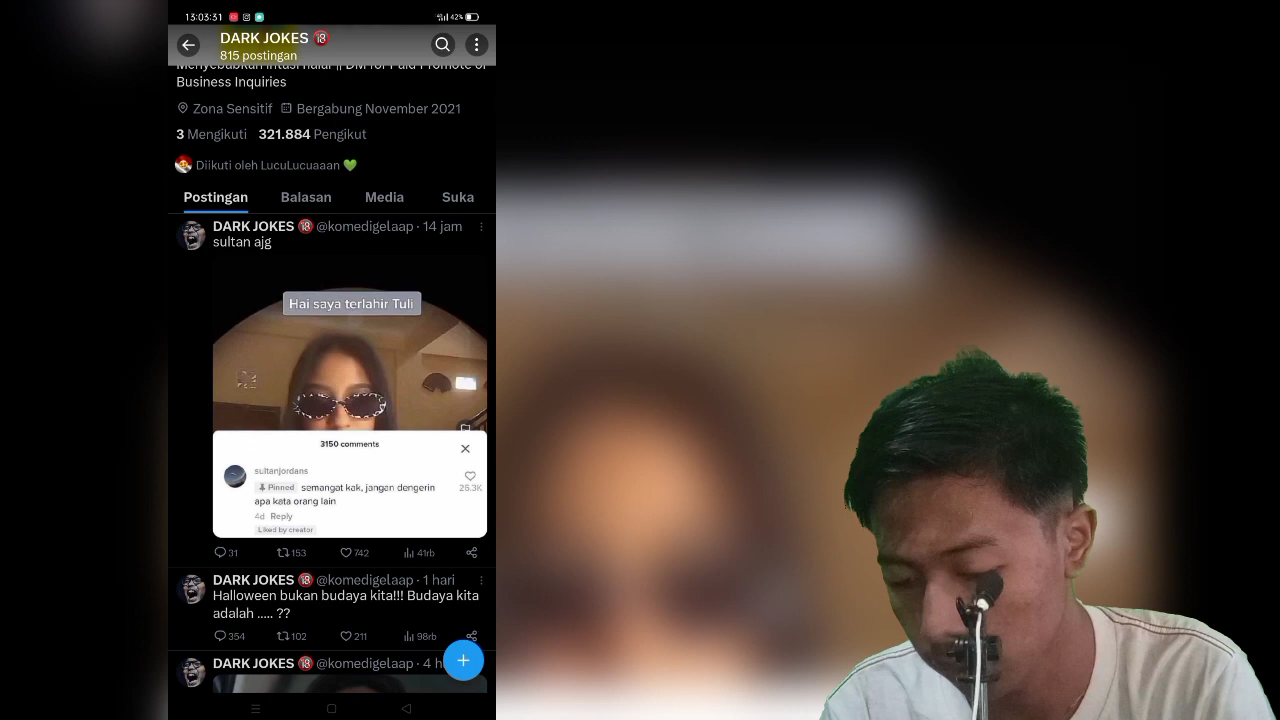 13:03:31
42%
DARK JOKES 🔞
815 postingan
Business Inquiries
Zona Sensitif Bergabung November 2021
3 Mengikuti 321.884 Pengikut
Diikuti oleh LucuLucuaaan 💚
Postingan Balasan Media Suka
DARK JOKES 🔞 @komedigelaap · 14 jam
sultan ajg
Hai saya terlahir Tuli
3150 comments
sultanjordans
Pinned semangat kak, jangan dengerin
apa kata orang lain
25.3K
4d Reply
Liked by creator
31 153 742 41rb
DARK JOKES 🔞 @komedigelaap · 1 hari
Halloween bukan budaya kita!!! Budaya kita
adalah ..... ??
354 102 211 98rb
DARK JOKES 🔞 @komedigelaap · 4 h